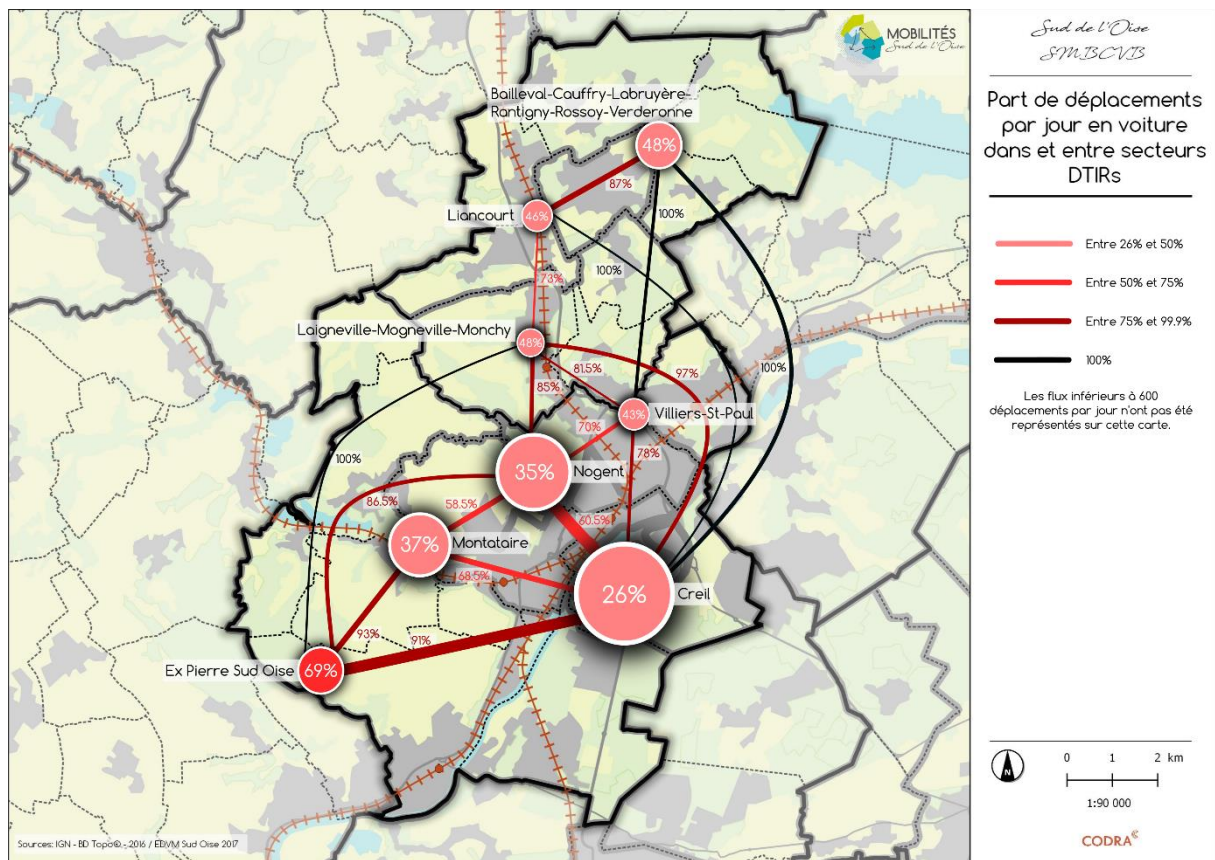 MOBILITÉS
Sud de l'Oise
Bailleval-Cauffry-Labruyère-
Rantigny-Rosoy-Verderonne
48%
87%
Liancourt
46%
100%
100%
73%
Laigneville-Mogneville-Monchy
48%
81.5%
97%
100%
85%
43%
Villiers-St-Paul
70%
100%
78%
35%
Nogent
86.5%
58.5%
60.5%
37%
Montataire
68.5%
26%
Creil
93%
91%
Ex Pierre Sud Oise
69%
Sources: IGN - BD Topo® - 2016 / EDVM Sud Oise 2017
Sud de l'Oise
SMBCVB
Part de déplacements
par jour en voiture
dans et entre secteurs
DTIRs
Entre 26% et 50%
Entre 50% et 75%
Entre 75% et 99.9%
100%
Les flux inférieurs à 600
déplacements par jour n'ont pas été
représentés sur cette carte.
N
0 1 2 km
1:90 000
CODRA